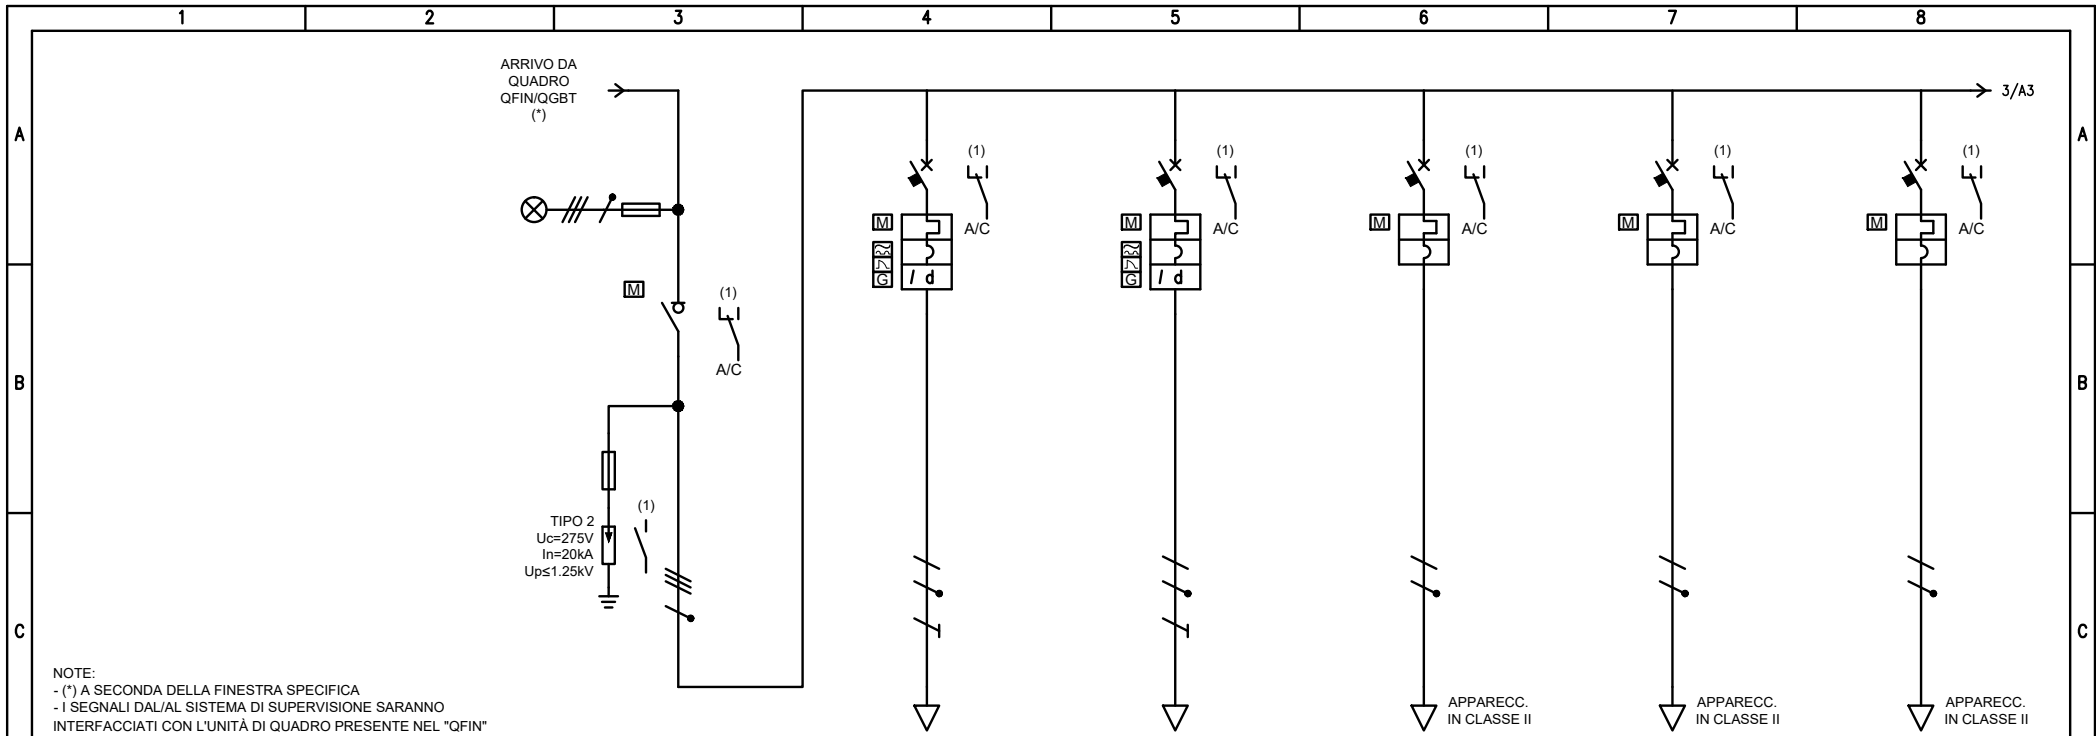 1 2 3 4 5 6 7 8
ARRIVO DA
QUADRO
QFIN/QGBT
(*)
3/A3
A A
(1) (1) (1) (1) (1)
M M M M M
A/C A/C A/C A/C A/C
G G
I d I d
M
(1)
A/C
B B
(1)
TIPO 2
Uc=275V
In=20kA
Up≤1.25kV
C C
NOTE:
- (*) A SECONDA DELLA FINESTRA SPECIFICA
- I SEGNALI DAL/AL SISTEMA DI SUPERVISIONE SARANNO
INTERFACCIATI CON L'UNITÀ DI QUADRO PRESENTE NEL "QFIN"
APPARECC.
IN CLASSE II
APPARECC.
IN CLASSE II
APPARECC.
IN CLASSE II